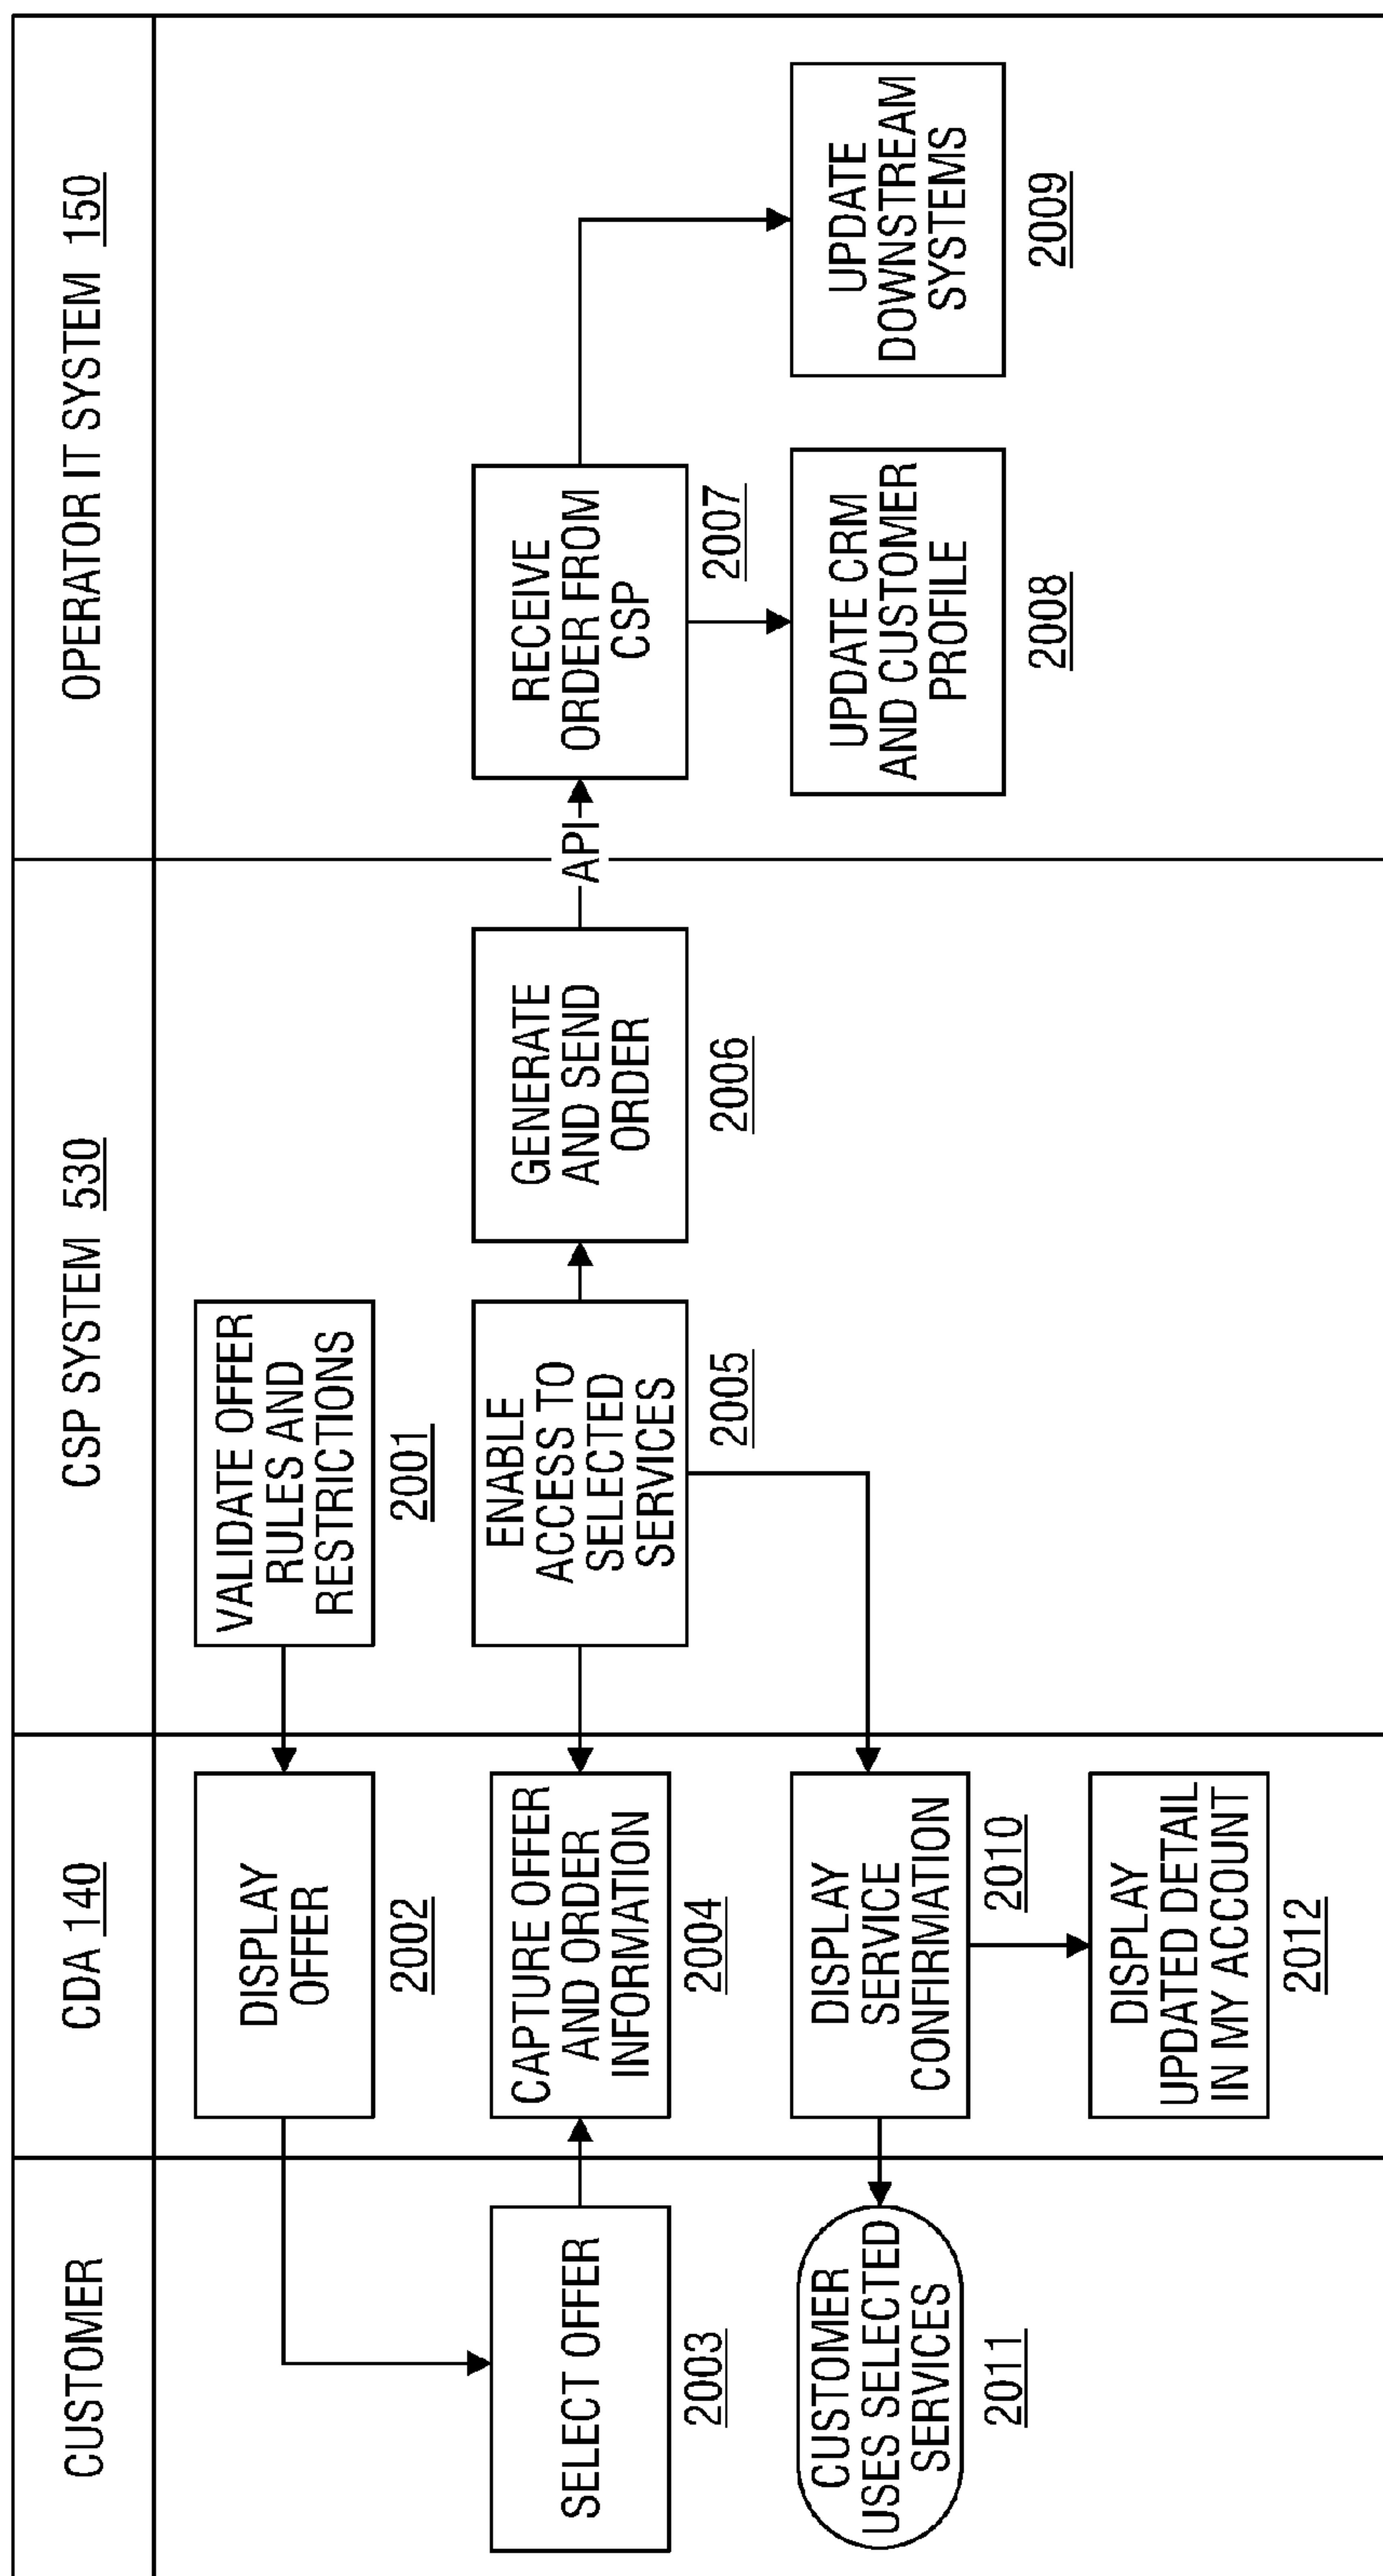 CUSTOMER
CDA 140
CSP SYSTEM 530
OPERATOR IT SYSTEM 150
VALIDATE OFFER
RULES AND
RESTRICTIONS
2001
DISPLAY
OFFER
2002
SELECT OFFER
2003
CAPTURE OFFER
AND ORDER
INFORMATION
2004
ENABLE
ACCESS TO
SELECTED
SERVICES
2005
GENERATE
AND SEND
ORDER
2006
API
RECEIVE
ORDER FROM
CSP
2007
UPDATE CRM
AND CUSTOMER
PROFILE
2008
UPDATE
DOWNSTREAM
SYSTEMS
2009
DISPLAY
SERVICE
CONFIRMATION
2010
CUSTOMER
USES SELECTED
SERVICES
2011
DISPLAY
UPDATED DETAIL
IN MY ACCOUNT
2012